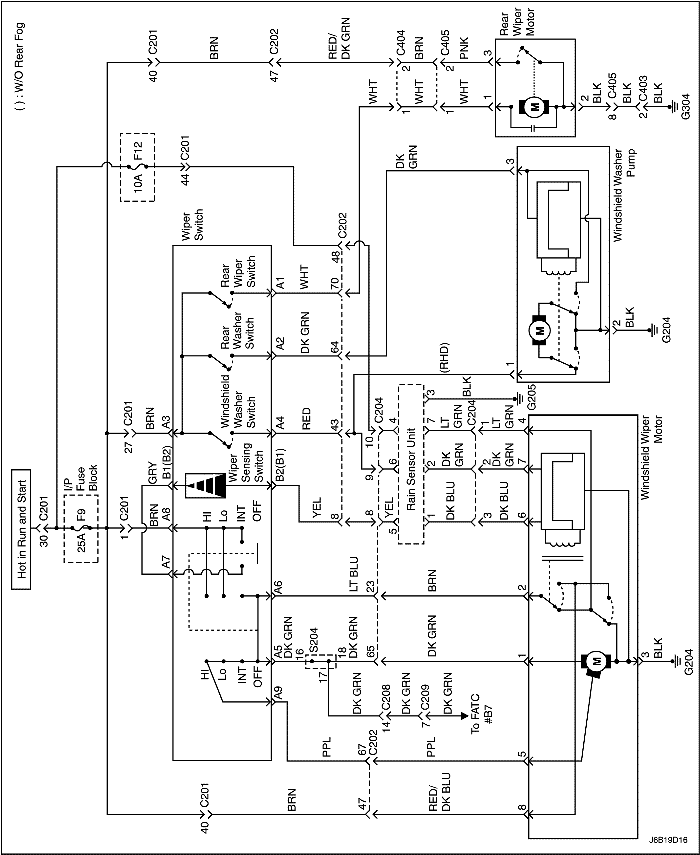 ( ) : W/O Rear Fog
C201
40
BRN
C202
47
RED/
DK GRN
C404
2
BRN
C405
2
PNK
3
Rear
Wiper
Motor
WHT
1
WHT
1
WHT
1
M
2
BLK
C405
8
BLK
C403
2
BLK
G304
F12
10A
C201
44
DK
GRN
3
Windshield Washer
Pump
M
1
2
BLK
G204
Wiper
Switch
C202
48
Rear
Wiper
Switch
A1
WHT
70
Rear
Washer
Switch
A2
DK GRN
64
(RHD)
Windshield
Washer
Switch
A3
BRN
C201
27
A4
RED
43
Hot in Run and Start
C201
30
I/P
Fuse
Block
F9
25A
C201
1
BRN
A8
GRY
B1(B2)
Wiper
Sensing
Switch
B2(B1)
YEL
8
A7
HI
Lo
INT
OFF
A6
LT BLU
23
BRN
2
C204
10
4
9
6
8
YEL
5
Rain Sensor Unit
3
BLK
G205
7
LT
GRN
C204
1
LT
GRN
4
2
DK
GRN
2
DK
GRN
7
1
DK BLU
3
DK BLU
6
Windshield Wiper
Motor
HI
Lo
INT
OFF
A5
DK GRN
16
S204
18
DK GRN
65
DK GRN
1
M
3
BLK
G204
17
DK GRN
C208
14
DK GRN
C209
7
DK GRN
To FATC
#B7
A9
PPL
67
C202
PPL
5
C201
40
BRN
47
RED/
DK BLU
8
J6B19D16